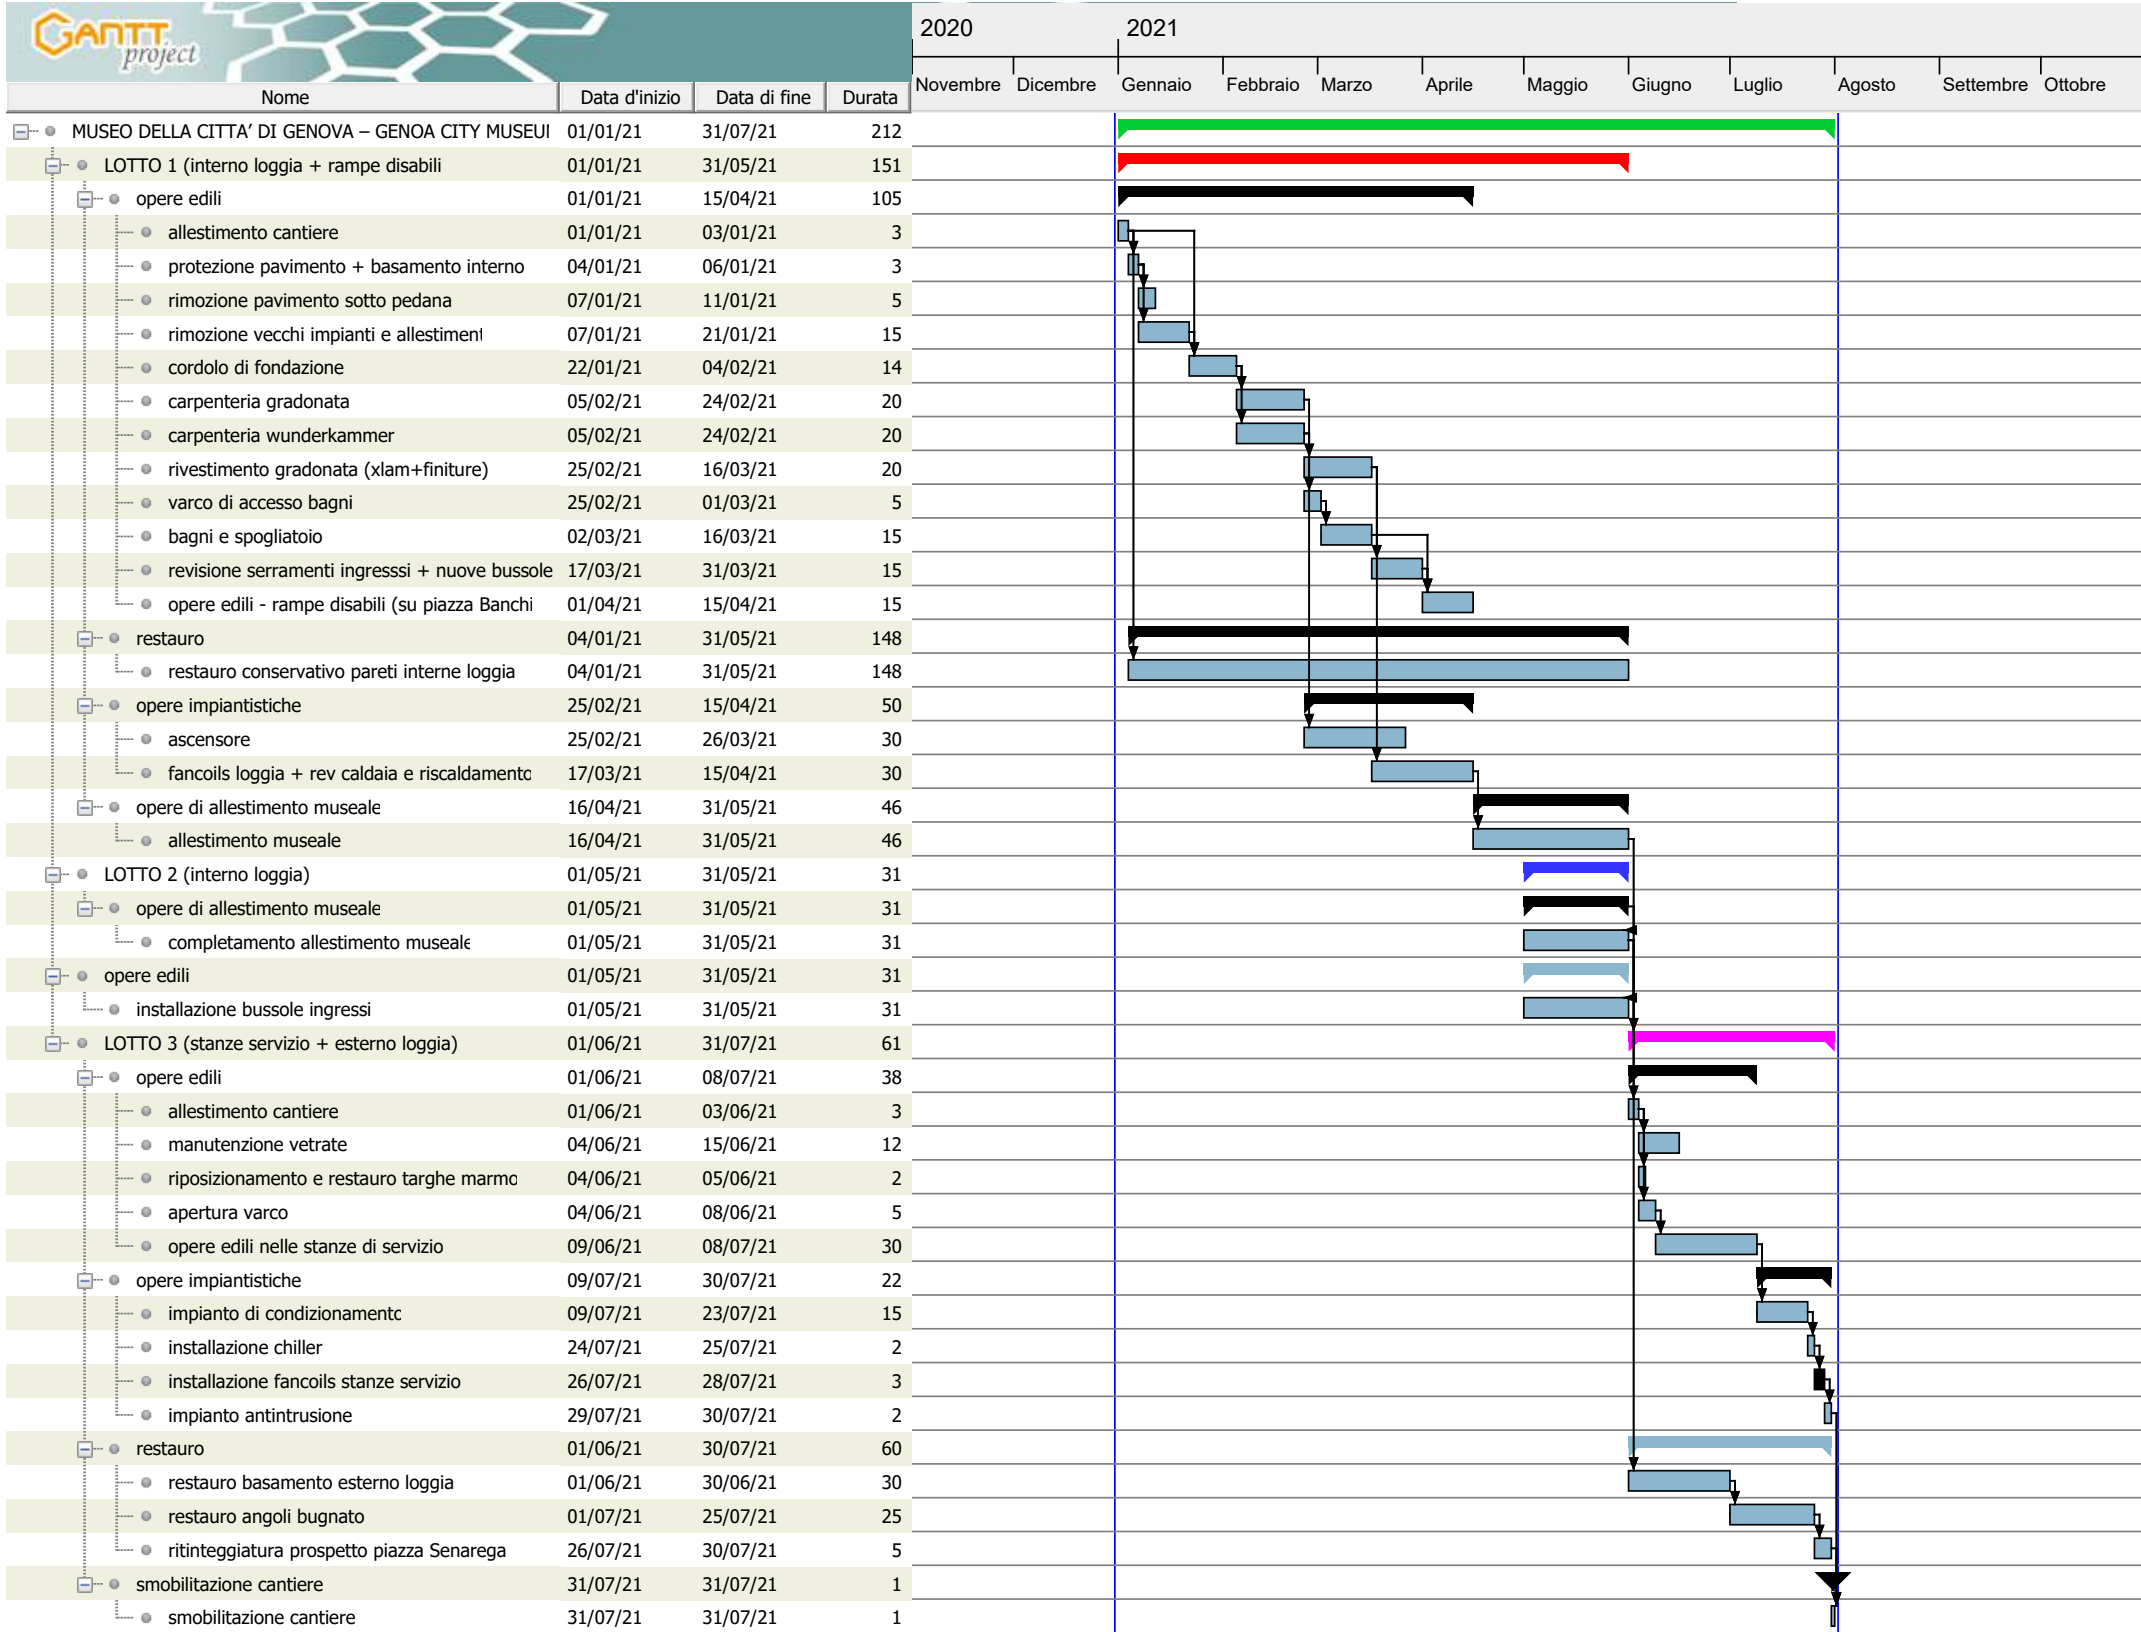 GANTT
project
2020 2021
Novembre Dicembre Gennaio Febbraio Marzo Aprile Maggio Giugno Luglio Agosto Settembre Ottobre
Nome Data d'inizio Data di fine Durata
MUSEO DELLA CITTA' DI GENOVA – GENOA CITY MUSEUI 01/01/21 31/07/21 212
LOTTO 1 (interno loggia + rampe disabili 01/01/21 31/05/21 151
opere edili 01/01/21 15/04/21 105
allestimento cantiere 01/01/21 03/01/21 3
protezione pavimento + basamento interno 04/01/21 06/01/21 3
rimozione pavimento sotto pedana 07/01/21 11/01/21 5
rimozione vecchi impianti e allestiment 07/01/21 21/01/21 15
cordolo di fondazione 22/01/21 04/02/21 14
carpenteria gradonata 05/02/21 24/02/21 20
carpenteria wunderkammer 05/02/21 24/02/21 20
rivestimento gradonata (xlam+finiture) 25/02/21 16/03/21 20
varco di accesso bagni 25/02/21 01/03/21 5
bagni e spogliatoio 02/03/21 16/03/21 15
revisione serramenti ingresssi + nuove bussole 17/03/21 31/03/21 15
opere edili - rampe disabili (su piazza Banchi 01/04/21 15/04/21 15
restauro 04/01/21 31/05/21 148
restauro conservativo pareti interne loggia 04/01/21 31/05/21 148
opere impiantistiche 25/02/21 15/04/21 50
ascensore 25/02/21 26/03/21 30
fancoils loggia + rev caldaia e riscaldamento 17/03/21 15/04/21 30
opere di allestimento museale 16/04/21 31/05/21 46
allestimento museale 16/04/21 31/05/21 46
LOTTO 2 (interno loggia) 01/05/21 31/05/21 31
opere di allestimento museale 01/05/21 31/05/21 31
completamento allestimento museale 01/05/21 31/05/21 31
opere edili 01/05/21 31/05/21 31
installazione bussole ingressi 01/05/21 31/05/21 31
LOTTO 3 (stanze servizio + esterno loggia) 01/06/21 31/07/21 61
opere edili 01/06/21 08/07/21 38
allestimento cantiere 01/06/21 03/06/21 3
manutenzione vetrate 04/06/21 15/06/21 12
riposizionamento e restauro targhe marmo 04/06/21 05/06/21 2
apertura varco 04/06/21 08/06/21 5
opere edili nelle stanze di servizio 09/06/21 08/07/21 30
opere impiantistiche 09/07/21 30/07/21 22
impianto di condizionamento 09/07/21 23/07/21 15
installazione chiller 24/07/21 25/07/21 2
installazione fancoils stanze servizio 26/07/21 28/07/21 3
impianto antintrusione 29/07/21 30/07/21 2
restauro 01/06/21 30/07/21 60
restauro basamento esterno loggia 01/06/21 30/06/21 30
restauro angoli bugnato 01/07/21 25/07/21 25
ritinteggiatura prospetto piazza Senarega 26/07/21 30/07/21 5
smobilitazione cantiere 31/07/21 31/07/21 1
smobilitazione cantiere 31/07/21 31/07/21 1